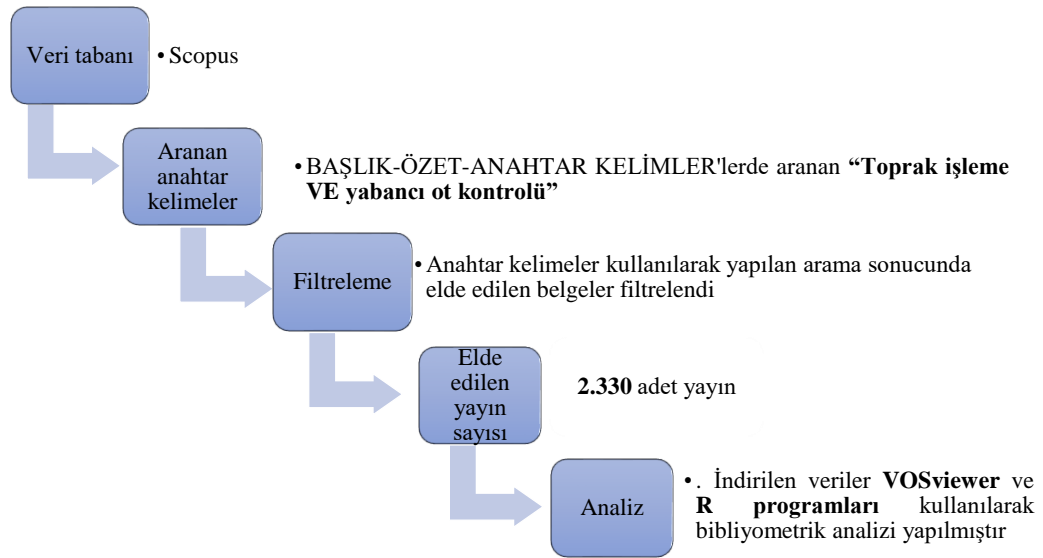 Veri tabanı
• Scopus
Aranan
anahtar
kelimeler
• BAŞLIK-ÖZET-ANAHTAR KELİMLER'lerde aranan “Toprak işleme
VE yabancı ot kontrolü”
Filtreleme
• Anahtar kelimeler kullanılarak yapılan arama sonucunda
elde edilen belgeler filtrelendi
Elde
edilen
yayın
sayısı
2.330 adet yayın
Analiz
• . İndirilen veriler VOSviewer ve
R programları kullanılarak
bibliyometrik analizi yapılmıştır